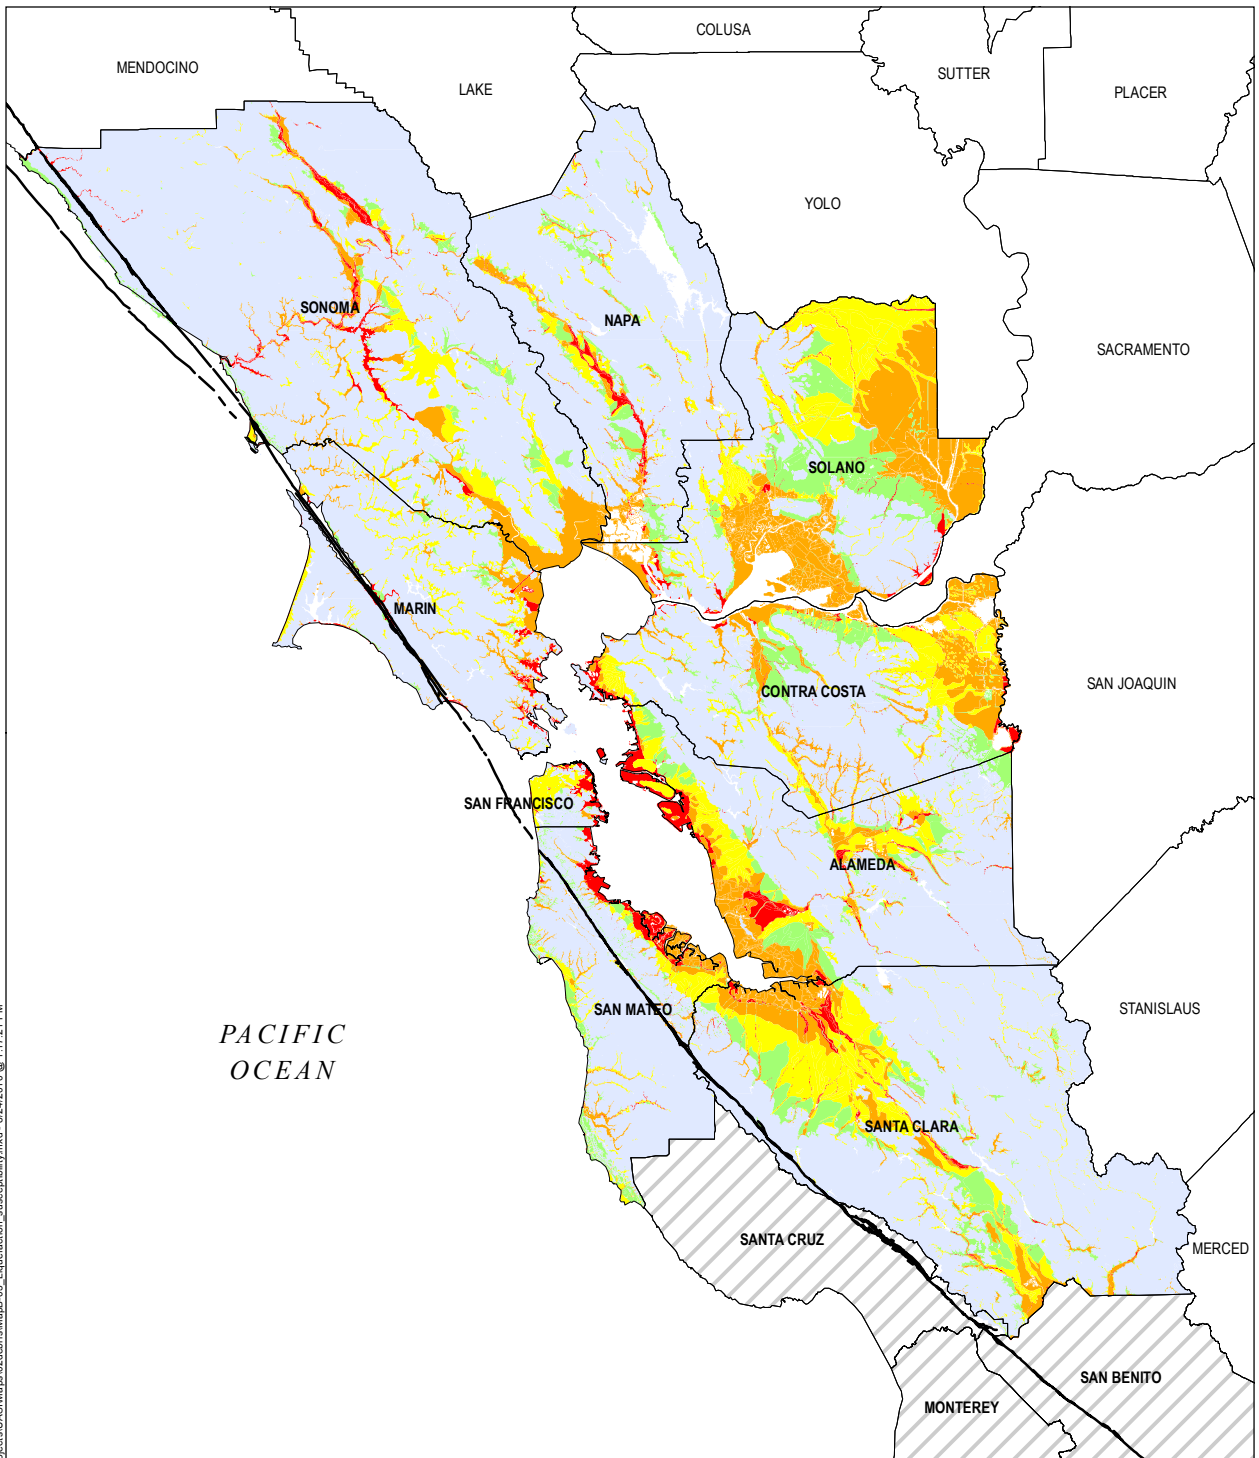 COLUSA
MENDOCINO
SUTTER
LAKE
PLACER
YOLO
SONOMA
NAPA
SACRAMENTO
SOLANO
MARIN
SAN JOAQUIN
CONTRA COSTA
SAN FRANCISCO
ALAMEDA
SAN MATEO
STANISLAUS
PACIFIC
OCEAN
SANTA CLARA
SANTA CRUZ
MERCED
SAN BENITO
MONTEREY